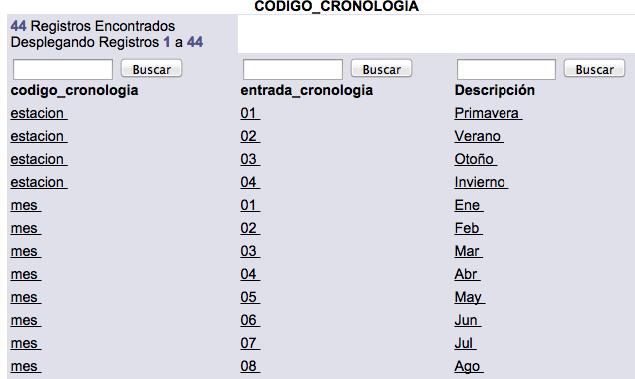 CODIGO_CRONOLOGIA
44 Registros Encontrados
Desplegando Registros 1 a 44
Buscar Buscar Buscar
codigo_cronologia entrada_cronologia Descripción
estacion 01 Primavera
estacion 02 Verano
estacion 03 Otoño
estacion 04 Invierno
mes 01 Ene
mes 02 Feb
mes 03 Mar
mes 04 Abr
mes 05 May
mes 06 Jun
mes 07 Jul
mes 08 Ago